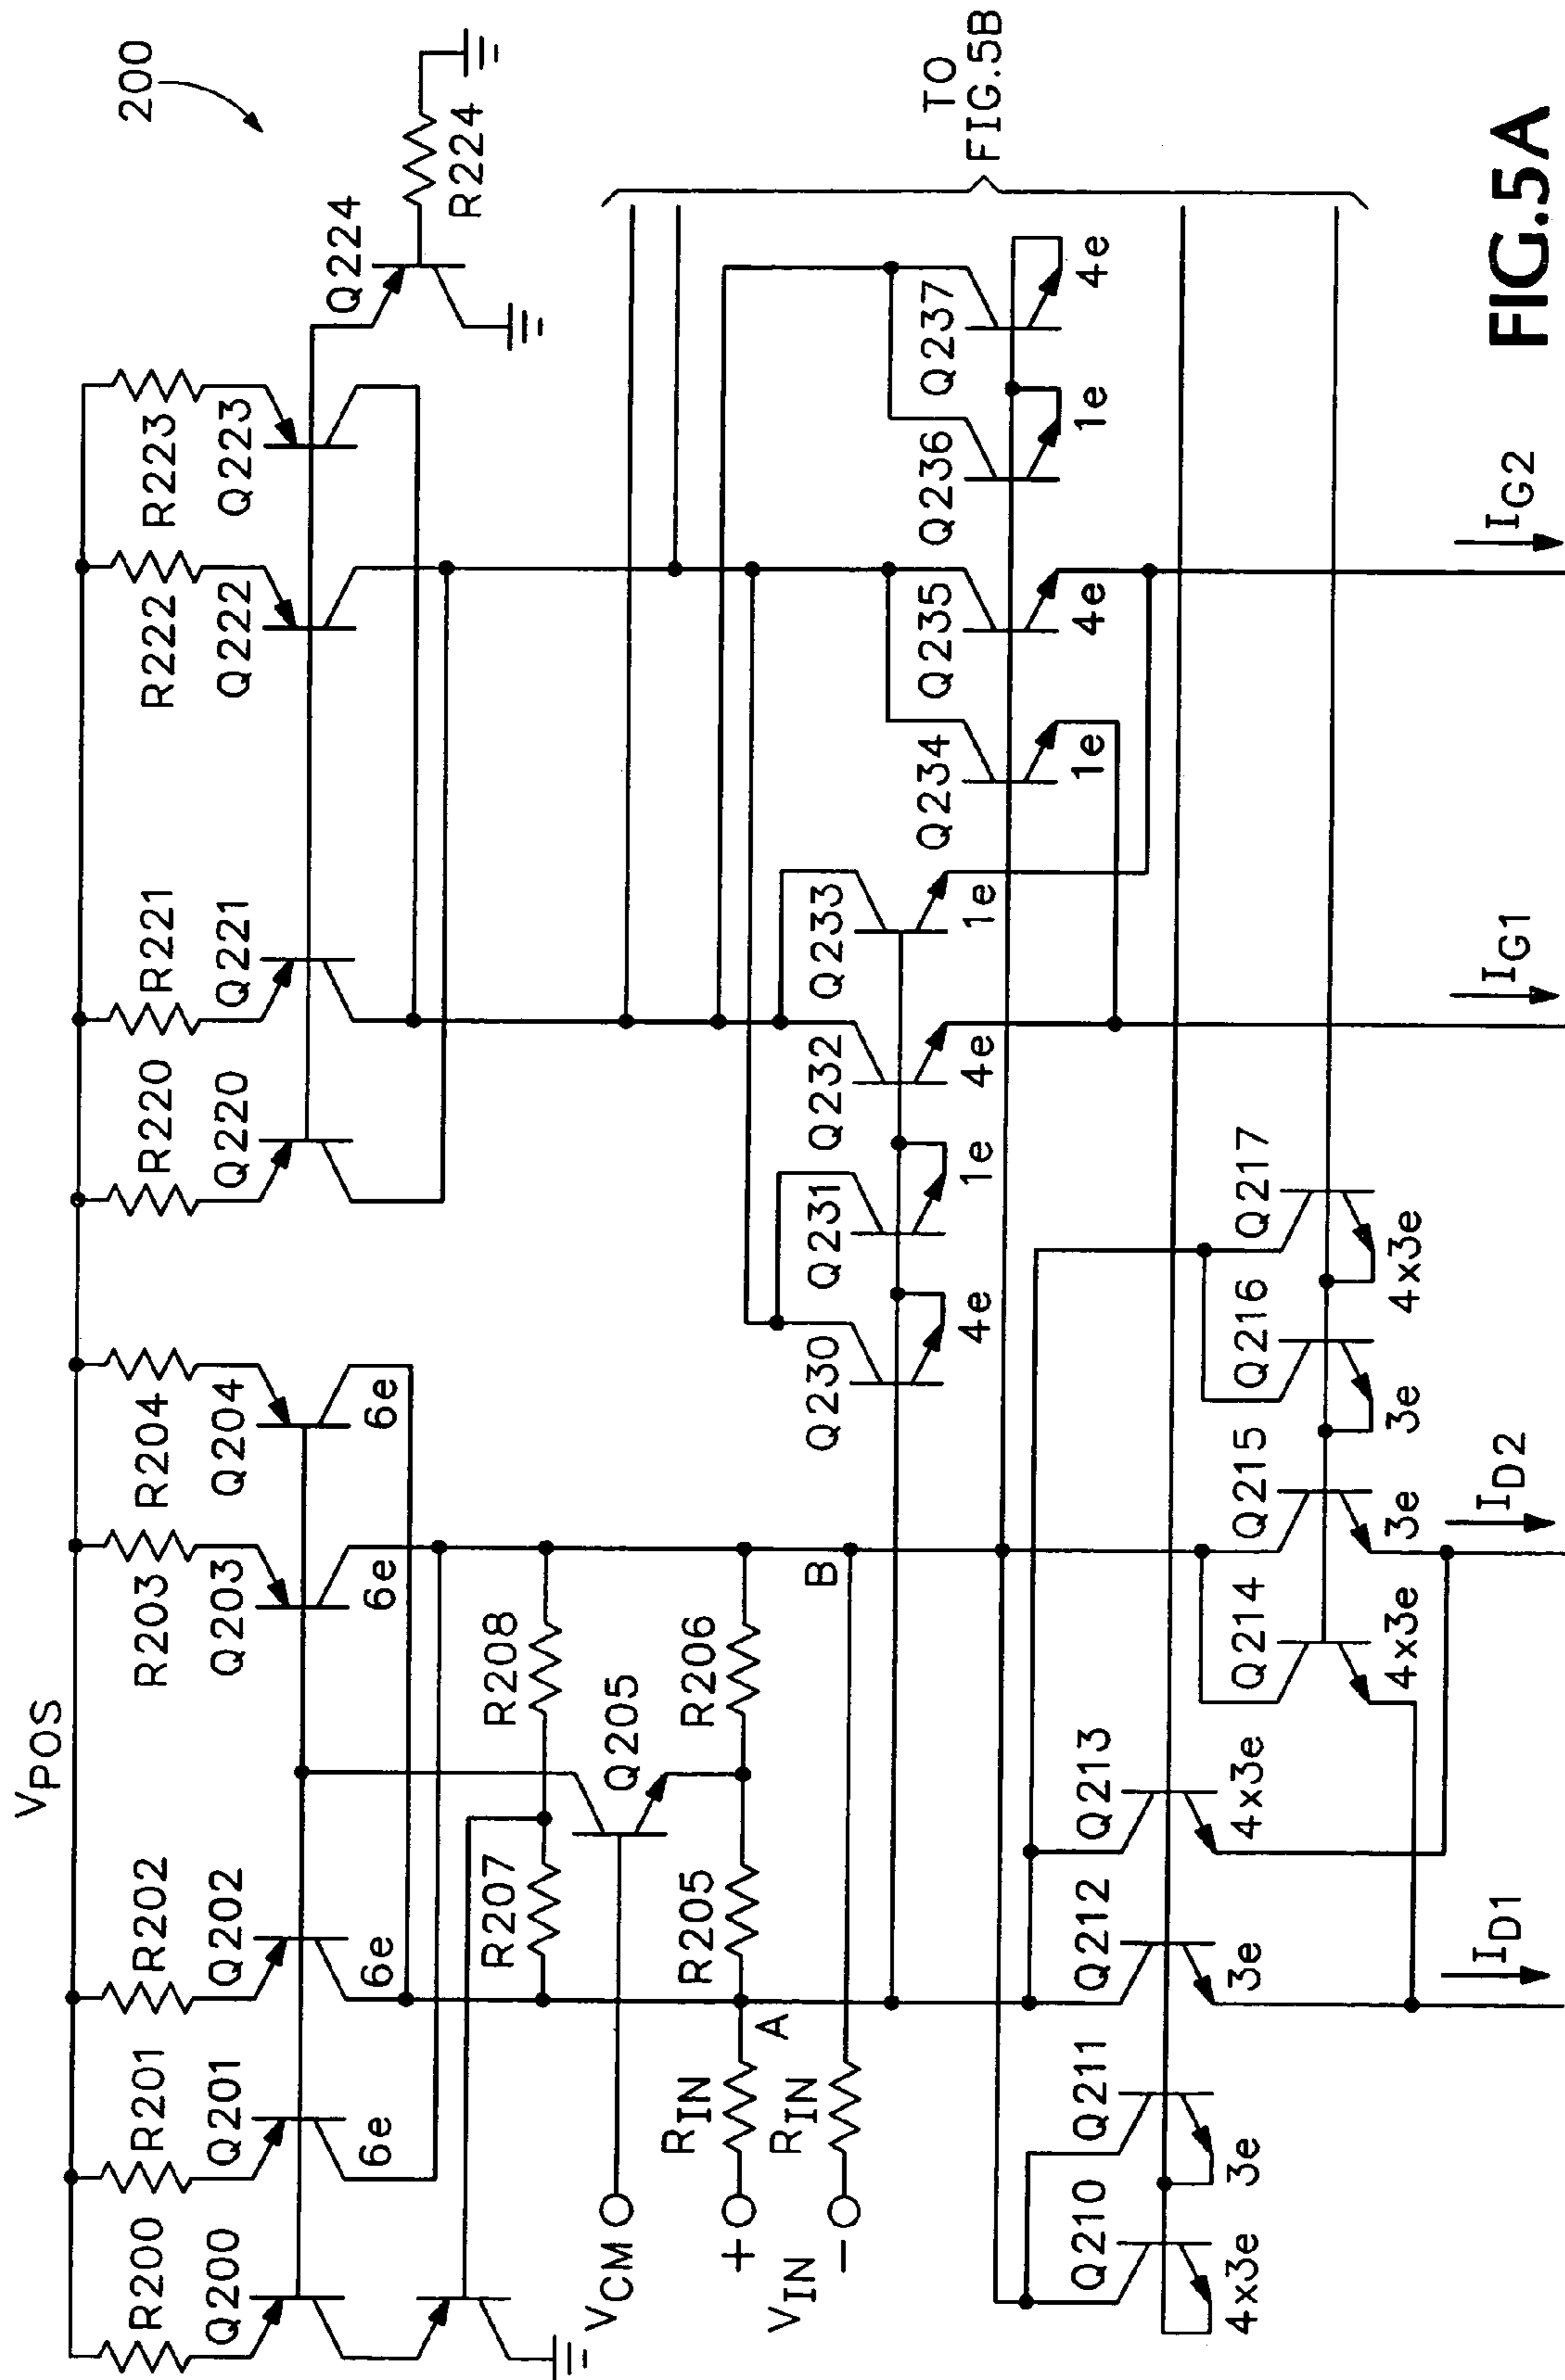 200
V_POS
R200
R201
R202
R203
R204
R220
R221
R222
R223
Q200
Q201
Q202
Q203
Q204
Q220
Q221
Q222
Q223
Q224
R224
6e
6e
6e
6e
R207
R208
Q205
R205
R206
V_CM
+
V_IN
−
R_IN
R_IN
A
B
TO
FIG.5B
Q230
Q231
Q232
Q233
Q234
Q235
Q236
Q237
4e
1e
4e
1e
1e
4e
1e
4e
Q210
Q211
Q212
Q213
Q214
Q215
Q216
Q217
4x3e
3e
3e
4x3e
4x3e
3e
3e
4x3e
I_D1
I_D2
I_G1
I_G2
FIG.5A